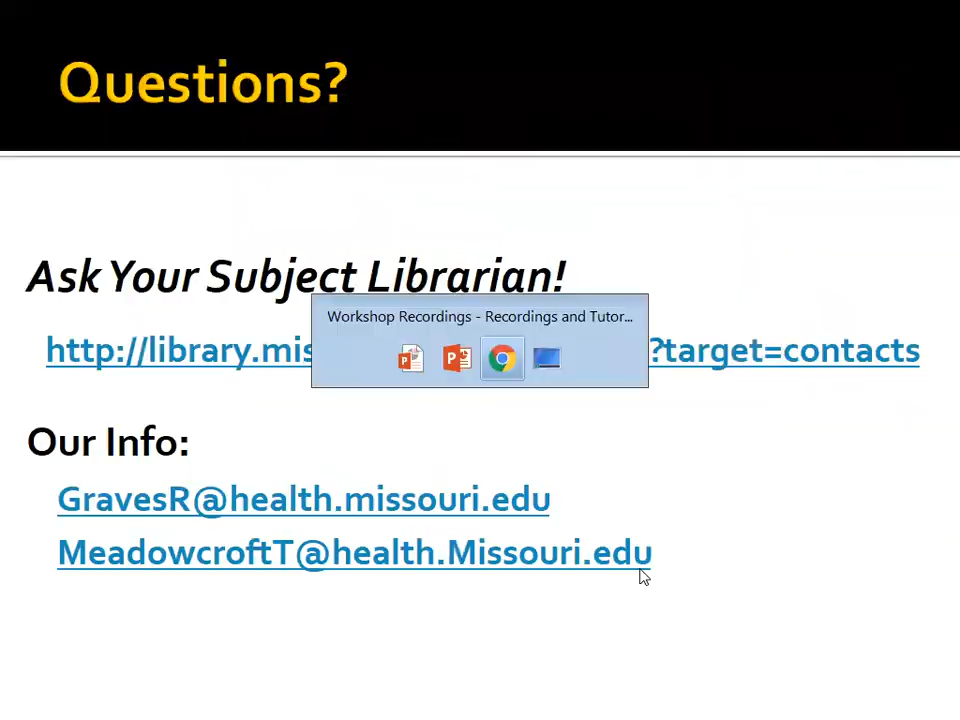 Questions?
Ask Your Subject Librarian!
Workshop Recordings - Recordings and Tutor...
http://library.mis ?target=contacts
Our Info:
GravesR@health.missouri.edu
MeadowcroftT@health.Missouri.edu